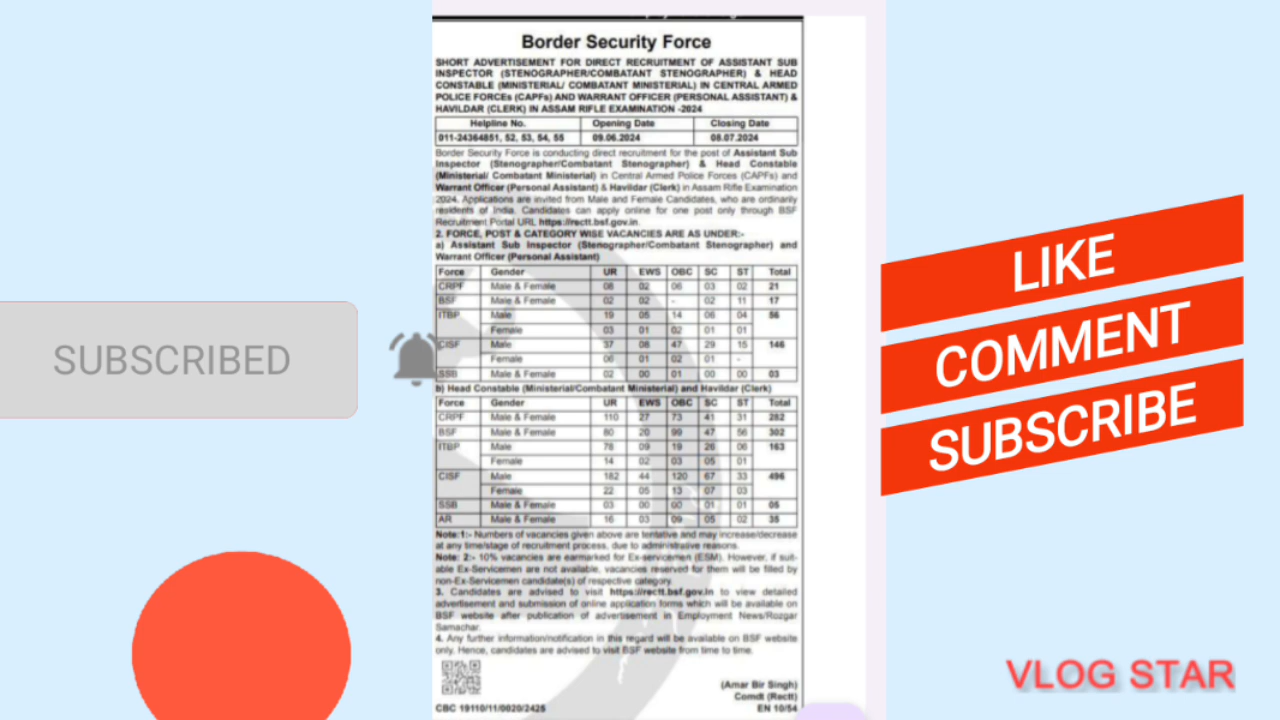 Border Security Force
SHORT ADVERTISEMENT FOR DIRECT RECRUITMENT OF ASSISTANT SUB
INSPECTOR (STENOGRAPHER/COMBATANT STENOGRAPHER) & HEAD
CONSTABLE (MINISTERIAL/ COMBATANT MINISTERIAL) IN CENTRAL ARMED
POLICE FORCEs (CAPFs) AND WARRANT OFFICER (PERSONAL ASSISTANT) &
HAVILDAR (CLERK) IN ASSAM RIFLE EXAMINATION -2024
Helpline No. Opening Date Closing Date
011-24364851, 52, 53, 54, 55 09.06.2024 08.07.2024
Border Security Force is conducting direct recruitment for the post of Assistant Sub
Inspector (Stenographer/Combatant Stenographer) & Head Constable
(Ministerial/ Combatant Ministerial) in Central Armed Police Forces (CAPFs) and
Warrant Officer (Personal Assistant) & Havildar (Clerk) in Assam Rifle Examination
2024. Applications are invited from Male and Female Candidates, who are ordinarily
residents of India. Candidates can apply online for one post only through BSF
Recruitment Portal URL https://rectt.bsf.gov.in.
2. FORCE, POST & CATEGORY WISE VACANCIES ARE AS UNDER:-
a) Assistant Sub Inspector (Stenographer/Combatant Stenographer) and
Warrant Officer (Personal Assistant)
Force Gender UR EWS OBC SC ST Total
CRPF Male & Female 08 02 06 03 02 21
BSF Male & Female 02 02 - 02 11 17
ITBP Male 19 05 14 06 04 56
Female 03 01 02 01 01
CISF Male 37 08 47 29 15 146
Female 06 01 02 01 -
SSB Male & Female 02 00 01 00 00 03
b) Head Constable (Ministerial/Combatant Ministerial) and Havildar (Clerk)
Force Gender UR EWS OBC SC ST Total
CRPF Male & Female 110 27 73 41 31 282
BSF Male & Female 80 20 99 47 56 302
ITBP Male 78 09 19 26 06 163
Female 14 02 03 05 01
CISF Male 182 44 120 67 33 496
Female 22 05 13 07 03
SSB Male & Female 03 00 00 01 01 05
AR Male & Female 16 03 09 05 02 35
Note:1:- Numbers of vacancies given above are tentative and may increase/decrease
at any time/stage of recruitment process, due to administrative reasons.
Note: 2:- 10% vacancies are earmarked for Ex-servicemen (ESM). However, if suit-
able Ex-Servicemen are not available, vacancies reserved for them will be filled by
non-Ex-Servicemen candidate(s) of respective category.
3. Candidates are advised to visit https://rectt.bsf.gov.in to view detailed
advertisement and submission of online application forms which will be available on
BSF website after publication of advertisement in Employment News/Rozgar
Samachar.
4. Any further information/notification in this regard will be available on BSF website
only. Hence, candidates are advised to visit BSF website from time to time.
(Amar Bir Singh)
Comdt (Rectt)
CBC 19110/11/0020/2425 EN 10/54
SUBSCRIBED
LIKE
COMMENT
SUBSCRIBE
VLOG STAR